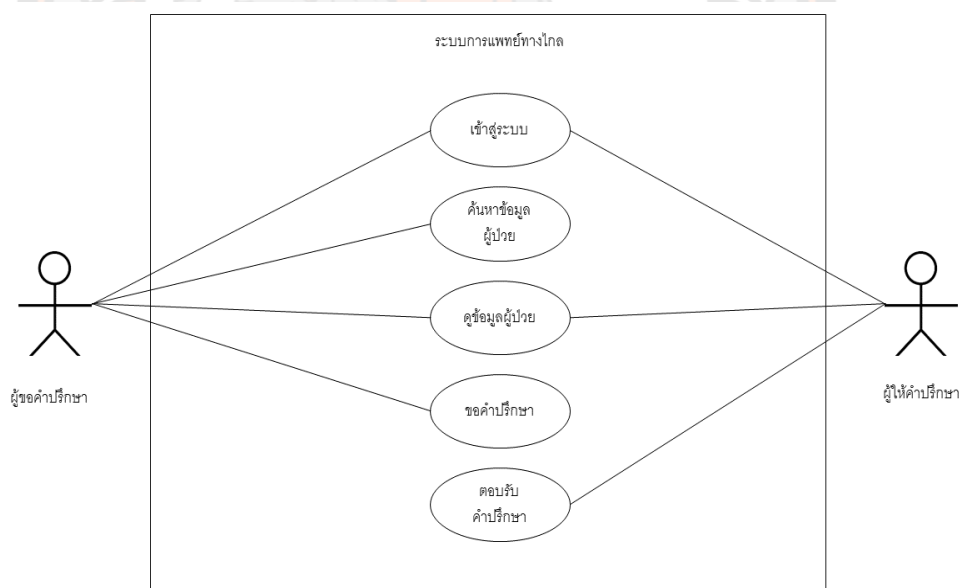 ระบบการแพทย์ทางไกล
เข้าสู่ระบบ
ค้นหาข้อมูล
ผู้ป่วย
ดูข้อมูลผู้ป่วย
ขอคำปรึกษา
ตอบรับ
คำปรึกษา
ผู้ขอคำปรึกษา
ผู้ให้คำปรึกษา